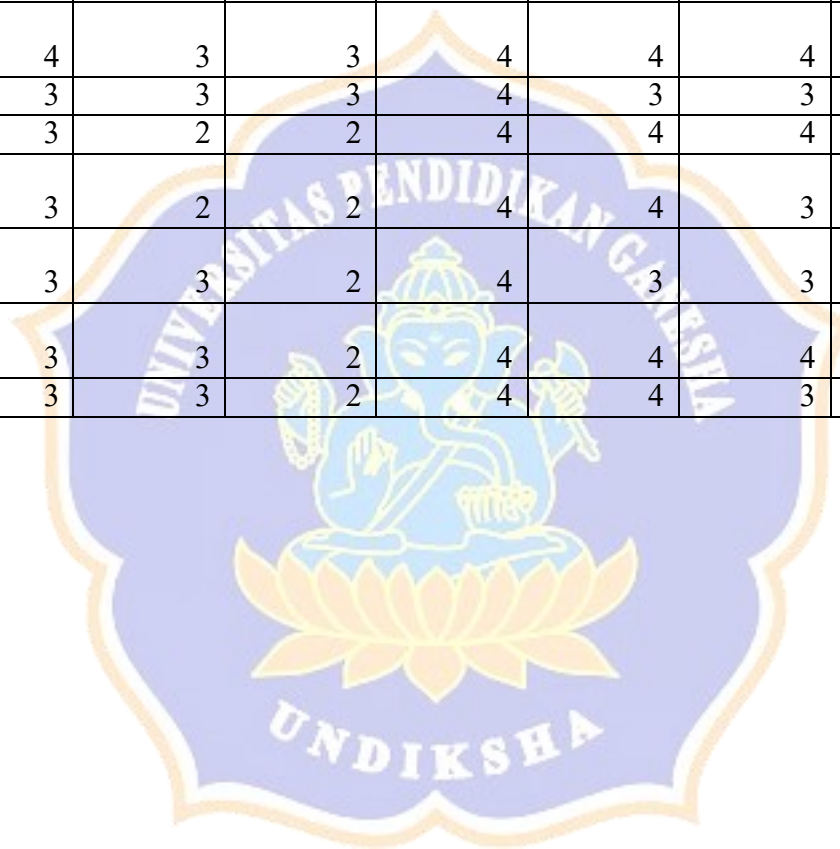 4 3 3 4 4 4
3 3 3 4 3 3
3 2 2 4 4 4
3 2 2 4 4 3
3 3 2 4 3 3
3 3 2 4 4 4
3 3 2 4 4 3
UNIVERSITAS PENDIDIKAN GANESHA
UNDIKSHA